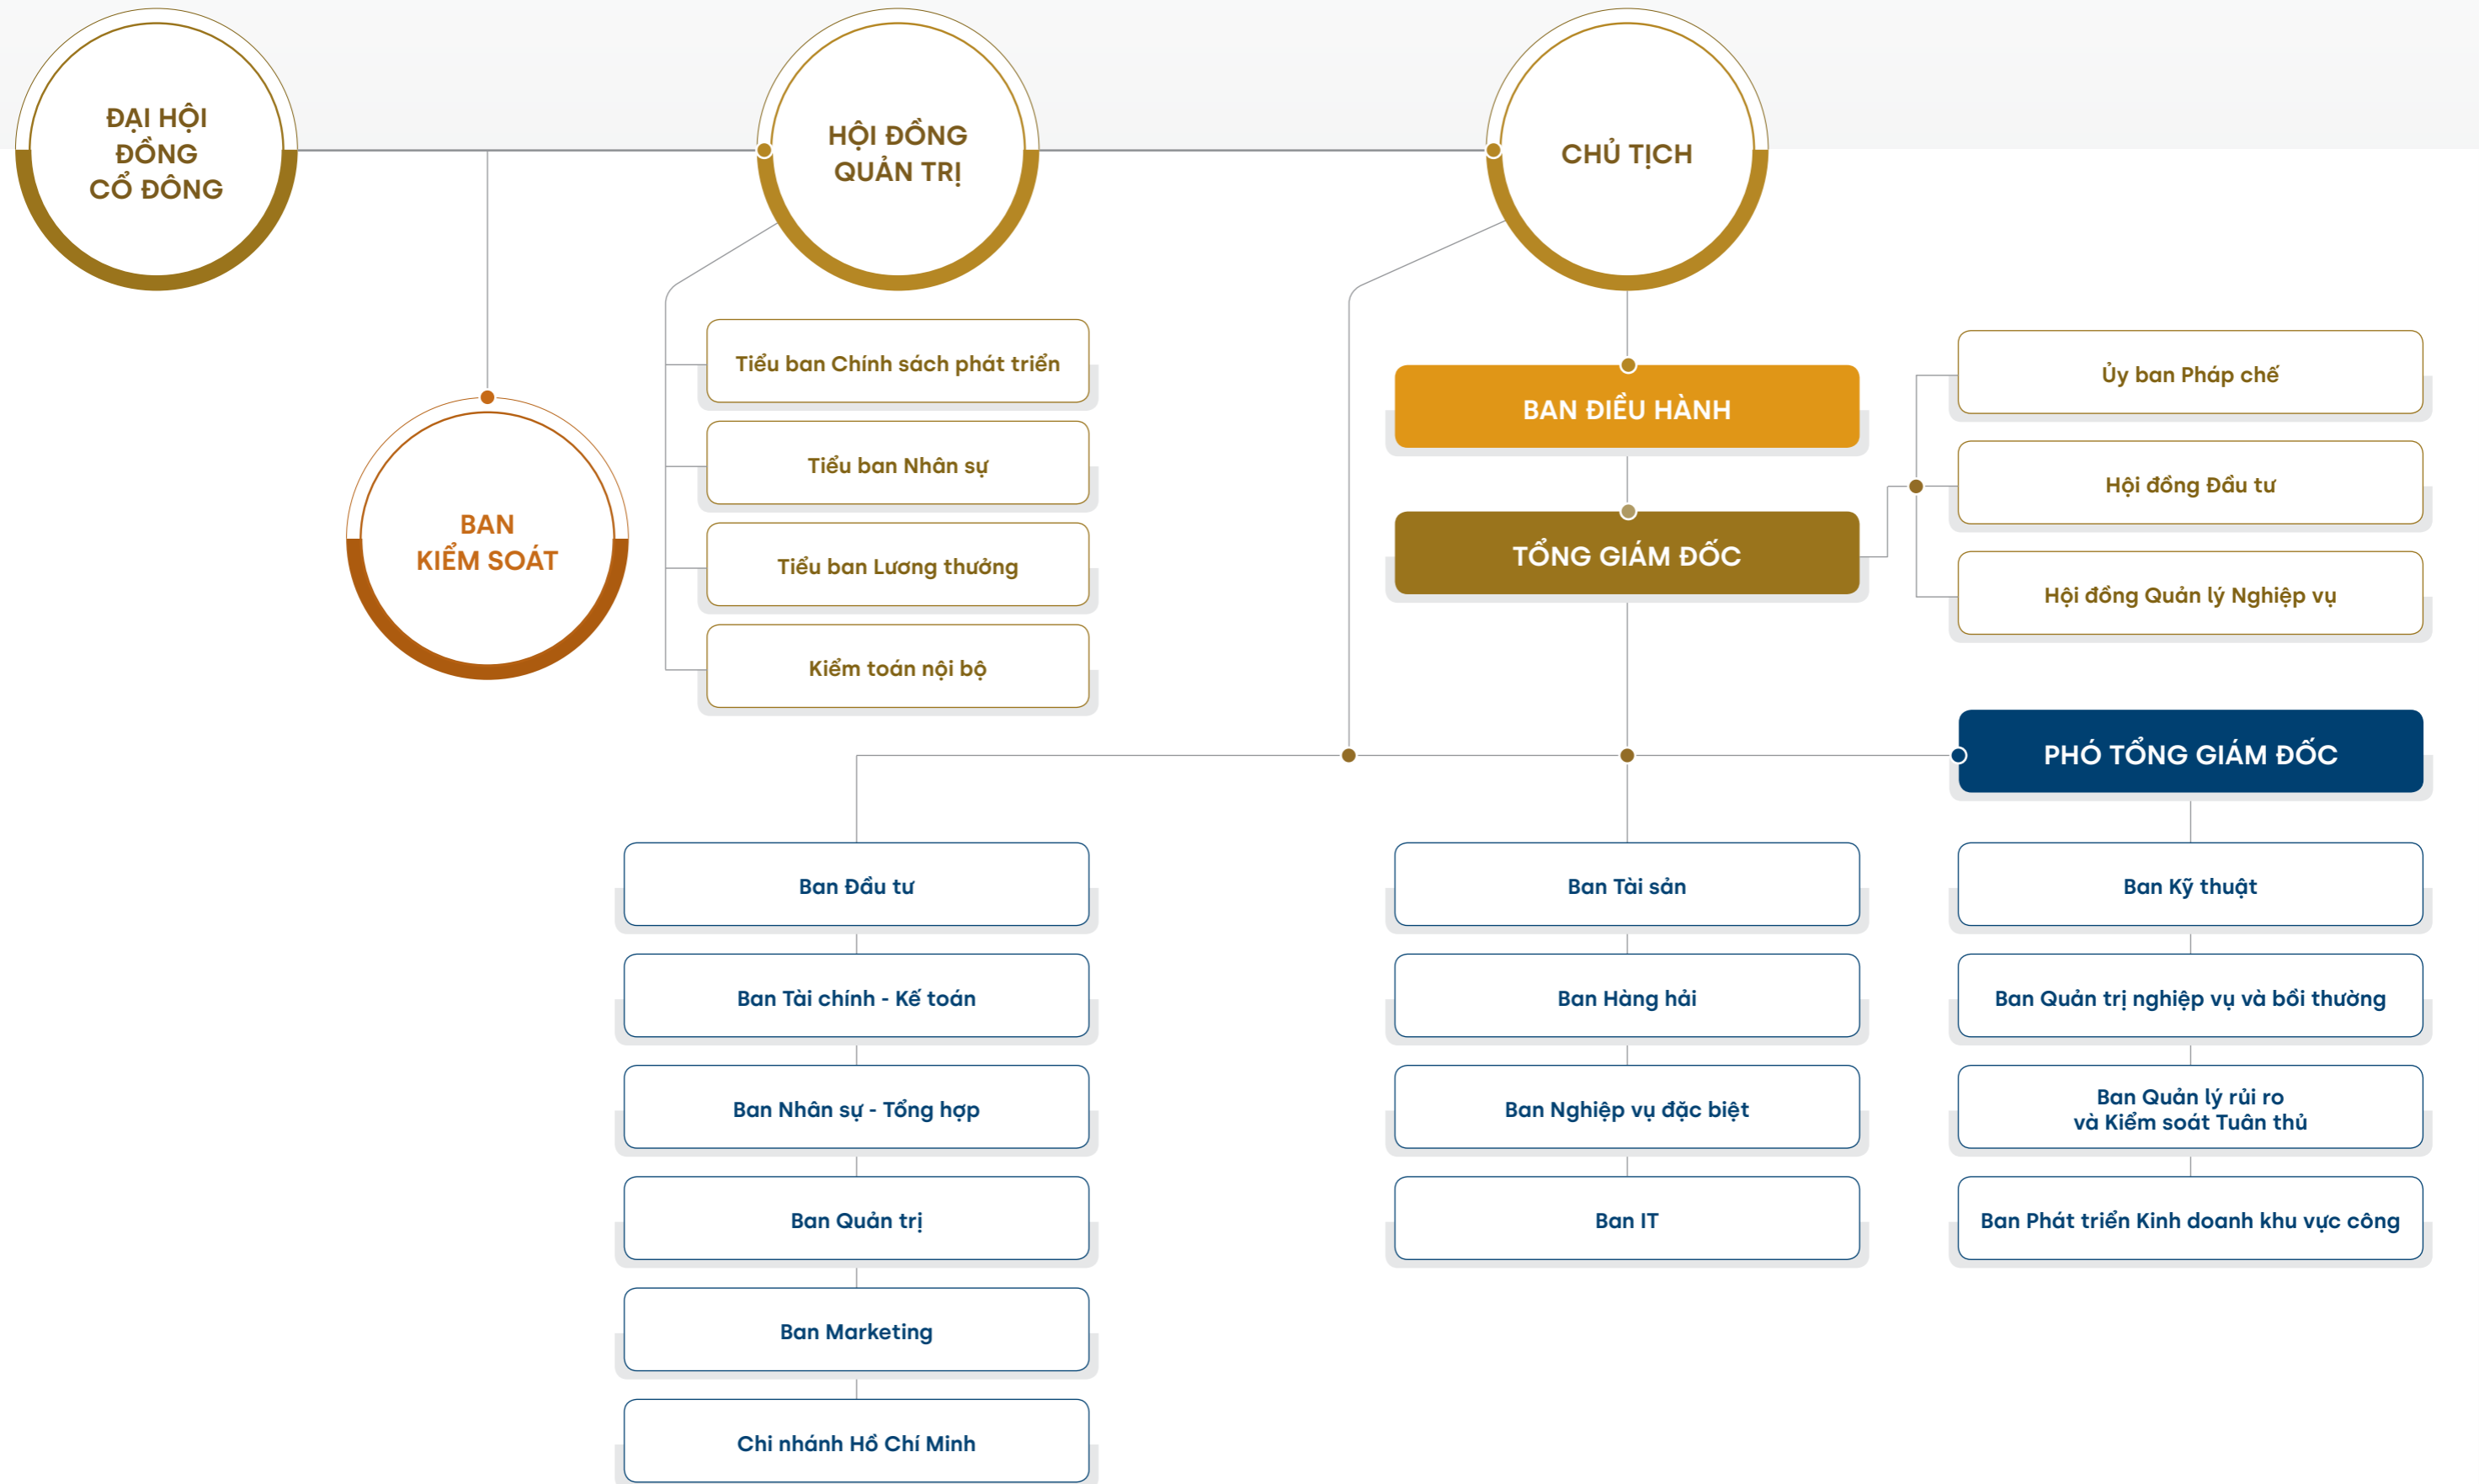 ĐẠI HỘI
ĐỒNG
CỔ ĐÔNG
HỘI ĐỒNG
QUẢN TRỊ
CHỦ TỊCH
BAN
KIỂM SOÁT
Tiểu ban Chính sách phát triển
Tiểu ban Nhân sự
Tiểu ban Lương thưởng
Kiểm toán nội bộ
BAN ĐIỀU HÀNH
TỔNG GIÁM ĐỐC
Ủy ban Pháp chế
Hội đồng Đầu tư
Hội đồng Quản lý Nghiệp vụ
PHÓ TỔNG GIÁM ĐỐC
Ban Đầu tư
Ban Tài chính - Kế toán
Ban Nhân sự - Tổng hợp
Ban Quản trị
Ban Marketing
Chi nhánh Hồ Chí Minh
Ban Tài sản
Ban Hàng hải
Ban Nghiệp vụ đặc biệt
Ban IT
Ban Kỹ thuật
Ban Quản trị nghiệp vụ và bồi thường
Ban Quản lý rủi ro
và Kiểm soát Tuân thủ
Ban Phát triển Kinh doanh khu vực công